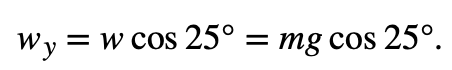 w_y = w cos 25° = mg cos 25°.